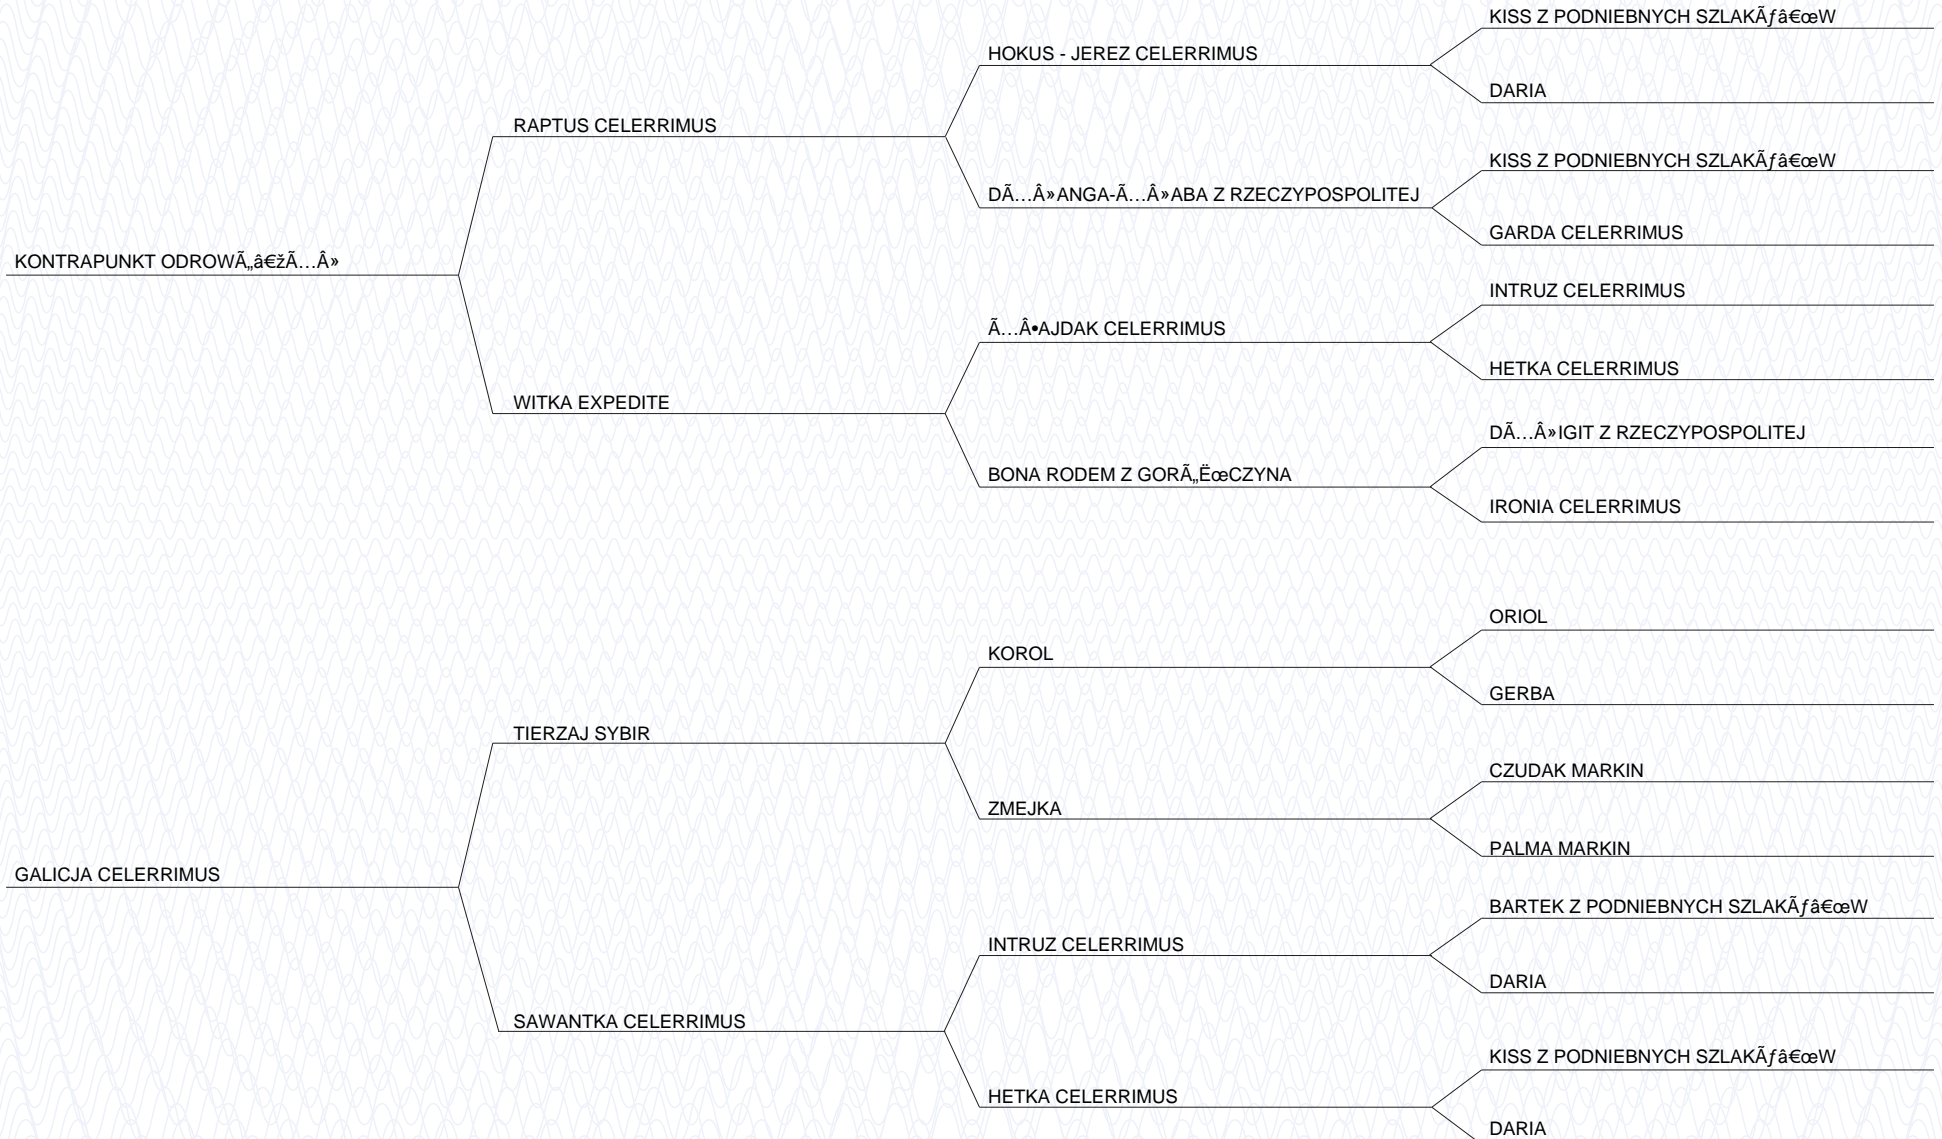 KISS Z PODNIEBNYCH SZLAKÃƒâ€œW
HOKUS - JEREZ CELERRIMUS
DARIA
RAPTUS CELERRIMUS
KISS Z PODNIEBNYCH SZLAKÃƒâ€œW
DÃ…Â»ANGA-Ã…Â»ABA Z RZECZYPOSPOLITEJ
GARDA CELERRIMUS
KONTRAPUNKT ODROWÃ„â€žÃ…Â»
INTRUZ CELERRIMUS
Ã…Â•AJDAK CELERRIMUS
HETKA CELERRIMUS
WITKA EXPEDITE
DÃ…Â»IGIT Z RZECZYPOSPOLITEJ
BONA RODEM Z GORÃ„ËœCZYNA
IRONIA CELERRIMUS
ORIOL
KOROL
GERBA
TIERZAJ SYBIR
CZUDAK MARKIN
ZMEJKA
PALMA MARKIN
GALICJA CELERRIMUS
BARTEK Z PODNIEBNYCH SZLAKÃƒâ€œW
INTRUZ CELERRIMUS
DARIA
SAWANTKA CELERRIMUS
KISS Z PODNIEBNYCH SZLAKÃƒâ€œW
HETKA CELERRIMUS
DARIA